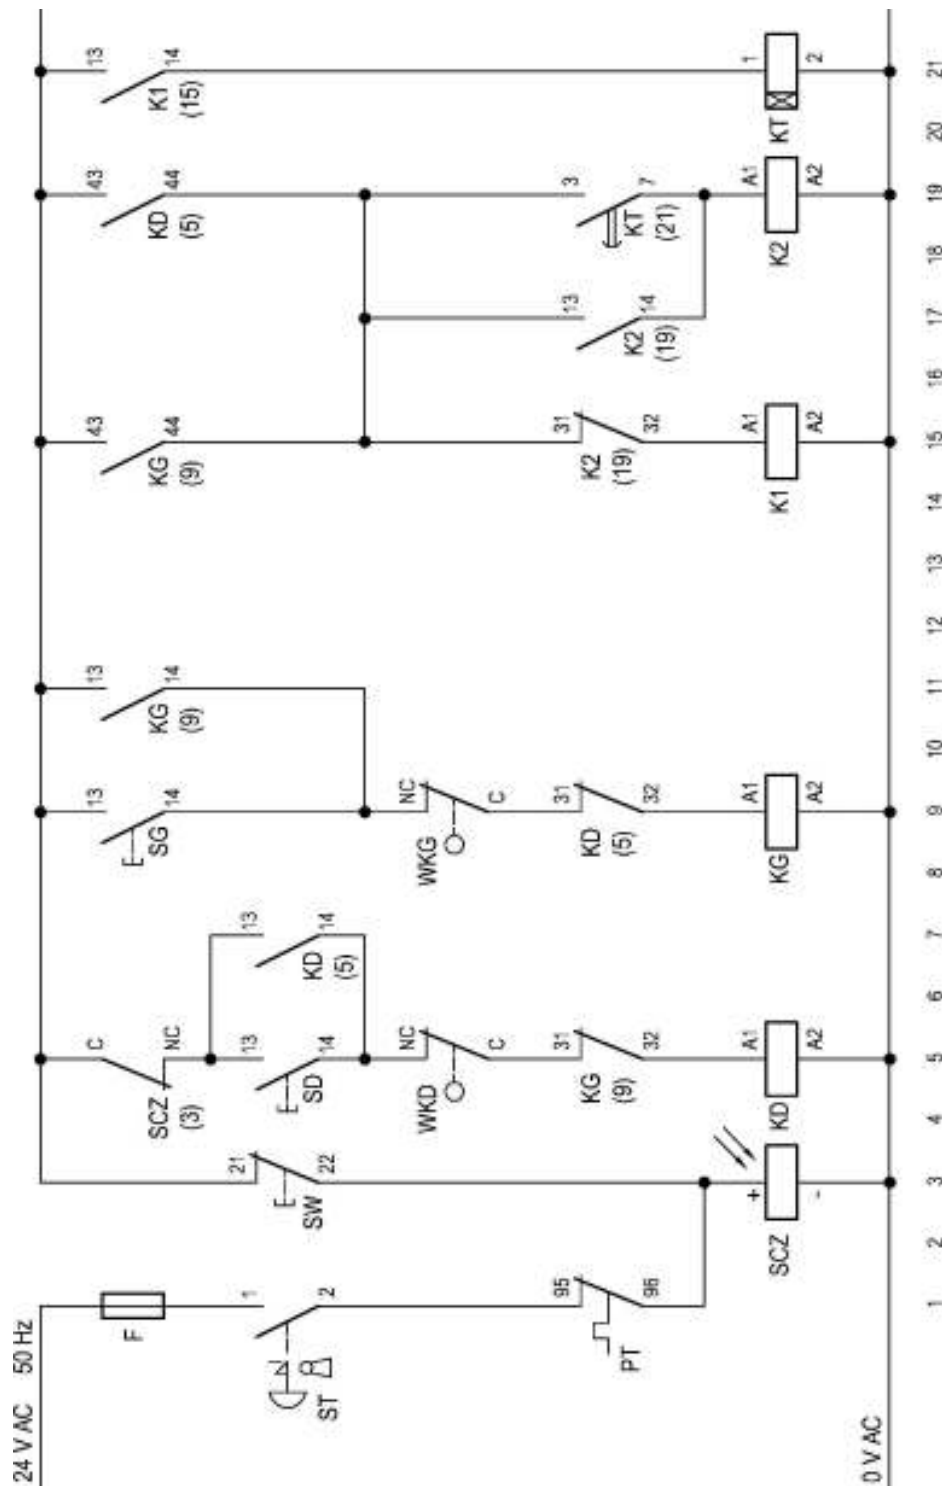 24 V AC 50 Hz
C 13 13 43 43 13
F
SCZ NC SG 14 KG 14 KG 44 KD 44 K1 14
(3) (9) (9) (5) (15)
1 21 13 13
ST 2 SW 22 SD 14 KD 14
(5)
NC NC
WKD WKG
C C
95 31 31 31 13 3
PT 96 KG 32 KD 32 K2 32 K2 14 KT 7
(9) (5) (19) (19) (21)
+ A1 A1 A1 A1 1
SCZ KD KG K1 K2 KT
- A2 A2 A2 A2 2
0 V AC
1 2 3 4 5 6 7 8 9 10 11 12 13 14 15 16 17 18 19 20 21